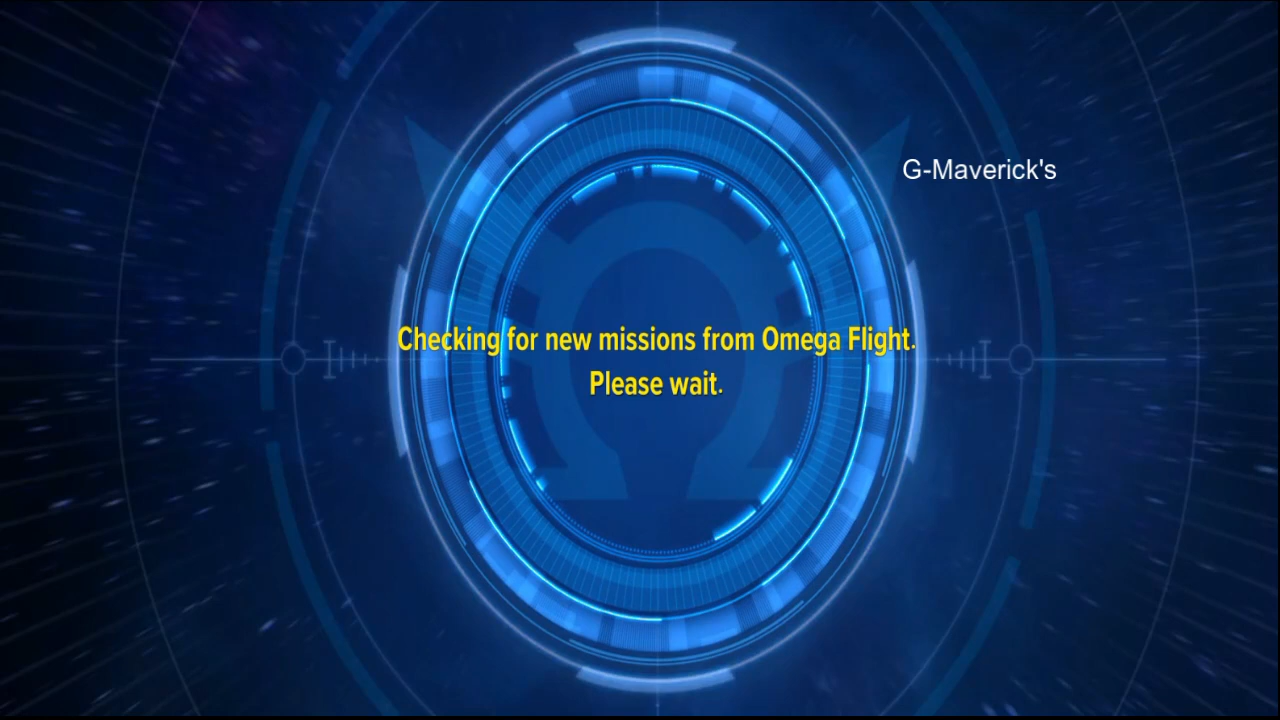 G-Maverick's
Checking for new missions from Omega Flight.
Please wait.